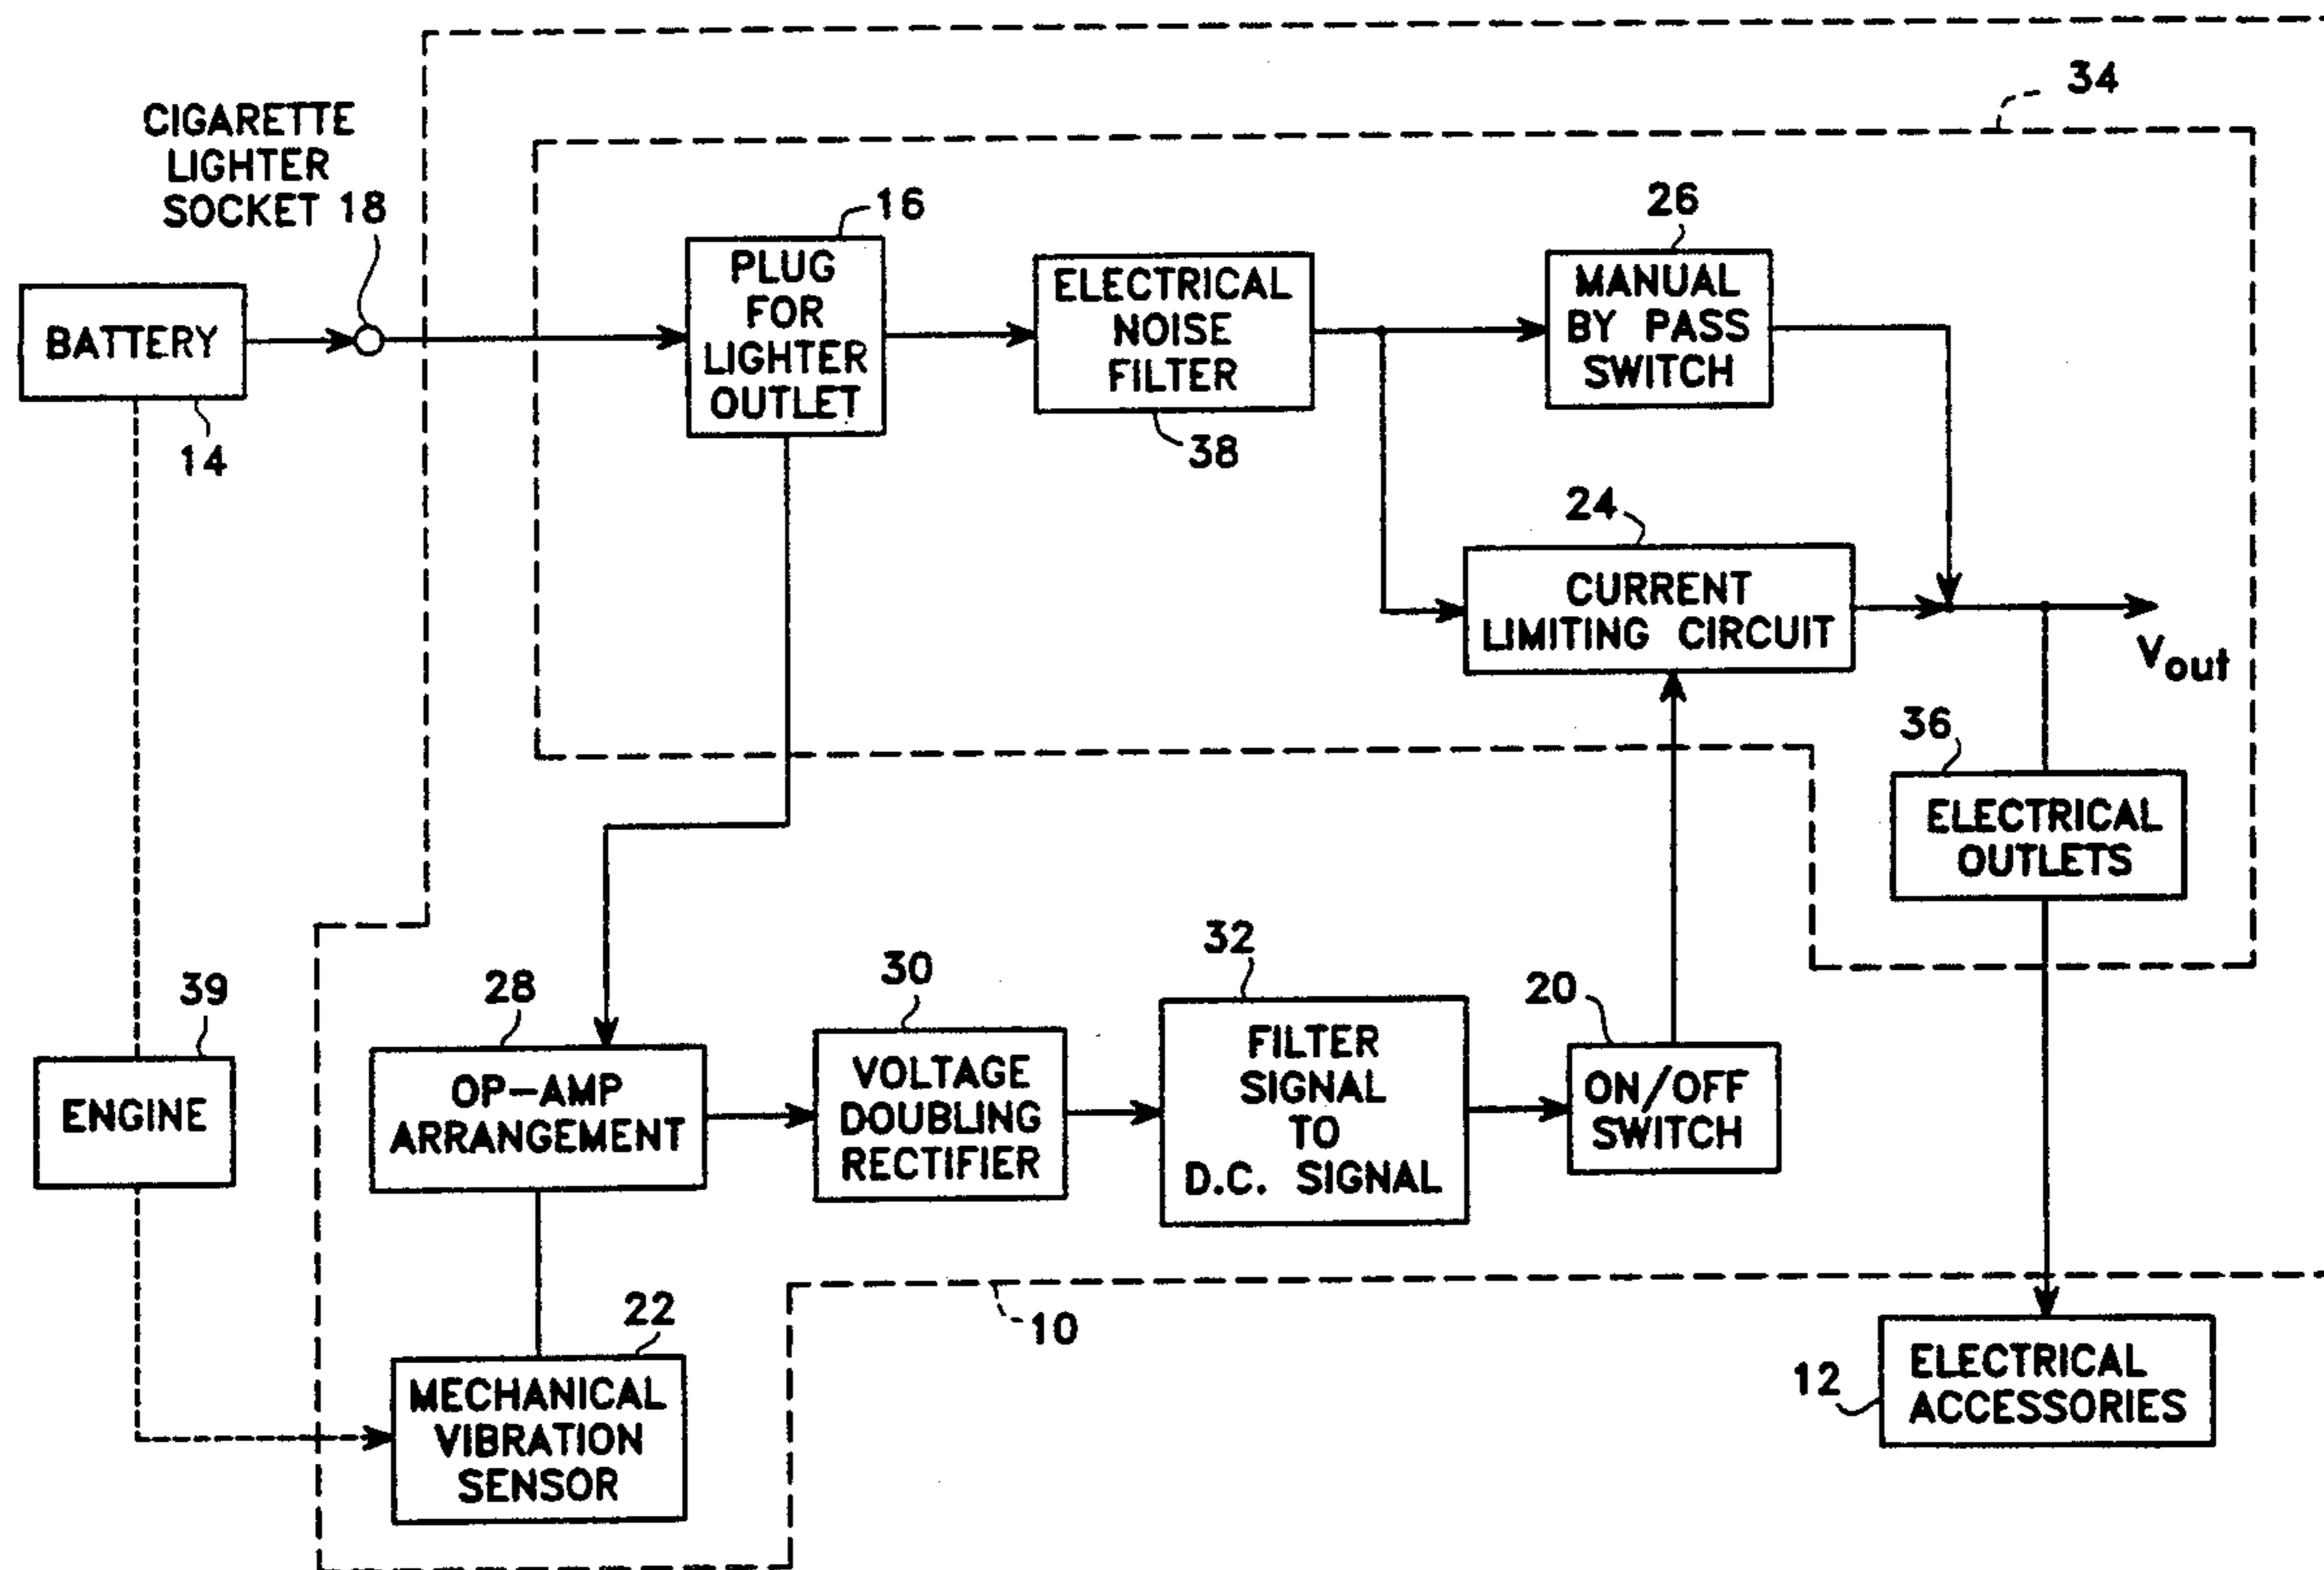 34
CIGARETTE
LIGHTER
SOCKET 18
16
26
PLUG
FOR
LIGHTER
OUTLET
ELECTRICAL
NOISE
FILTER
MANUAL
BY PASS
SWITCH
BATTERY
14
38
24
CURRENT
LIMITING CIRCUIT
Vout
36
ELECTRICAL
OUTLETS
39
28
30
32
20
ENGINE
OP-AMP
ARRANGEMENT
VOLTAGE
DOUBLING
RECTIFIER
FILTER
SIGNAL
TO
D.C. SIGNAL
ON/OFF
SWITCH
22
10
MECHANICAL
VIBRATION
SENSOR
12
ELECTRICAL
ACCESSORIES